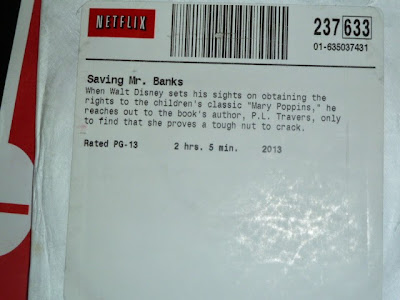 NETFLIX
237 633
01-635037431
Saving Mr. Banks
When Walt Disney sets his sights on obtaining the
rights to the children's classic "Mary Poppins," he
reaches out to the book's author, P.L. Travers, only
to find that she proves a tough nut to crack.
Rated PG-13 2 hrs. 5 min. 2013